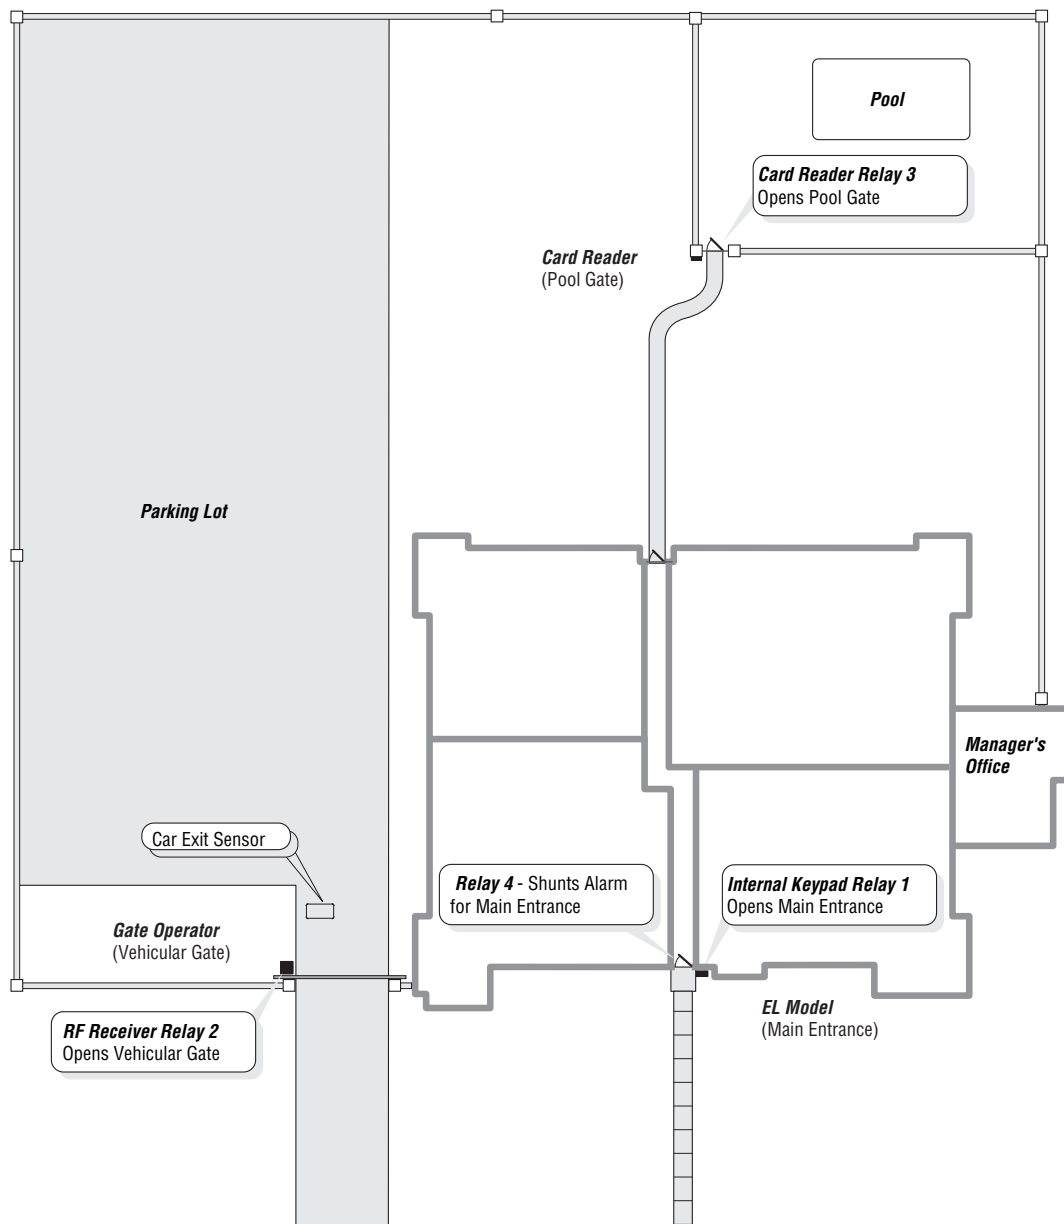 Pool
Card Reader Relay 3
Opens Pool Gate
Card Reader
(Pool Gate)
Parking Lot
Manager's
Office
Car Exit Sensor
Relay 4 - Shunts Alarm
for Main Entrance
Internal Keypad Relay 1
Opens Main Entrance
Gate Operator
(Vehicular Gate)
EL Model
(Main Entrance)
RF Receiver Relay 2
Opens Vehicular Gate